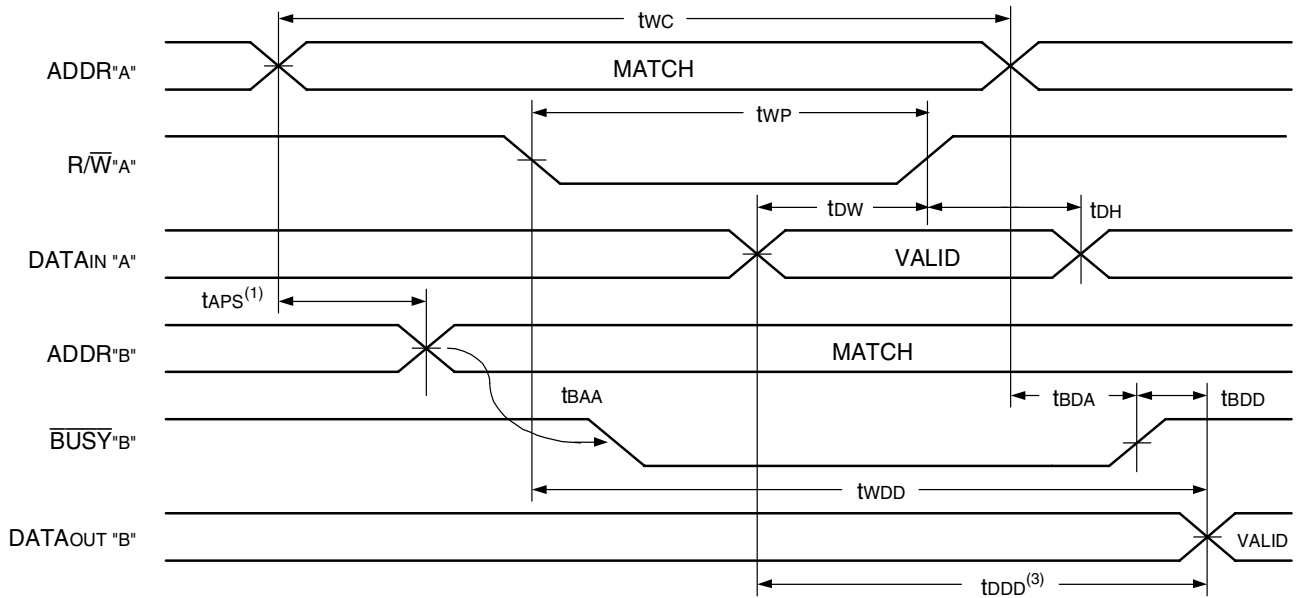 tWC
ADDR"A" MATCH
tWP
R/W̅"A"
tDW tDH
DATAIN "A" VALID
tAPS(1)
ADDR"B" MATCH
tBAA tBDA tBDD
B̅U̅S̅Y̅"B"
tWDD
DATAOUT "B" VALID
tDDD(3)